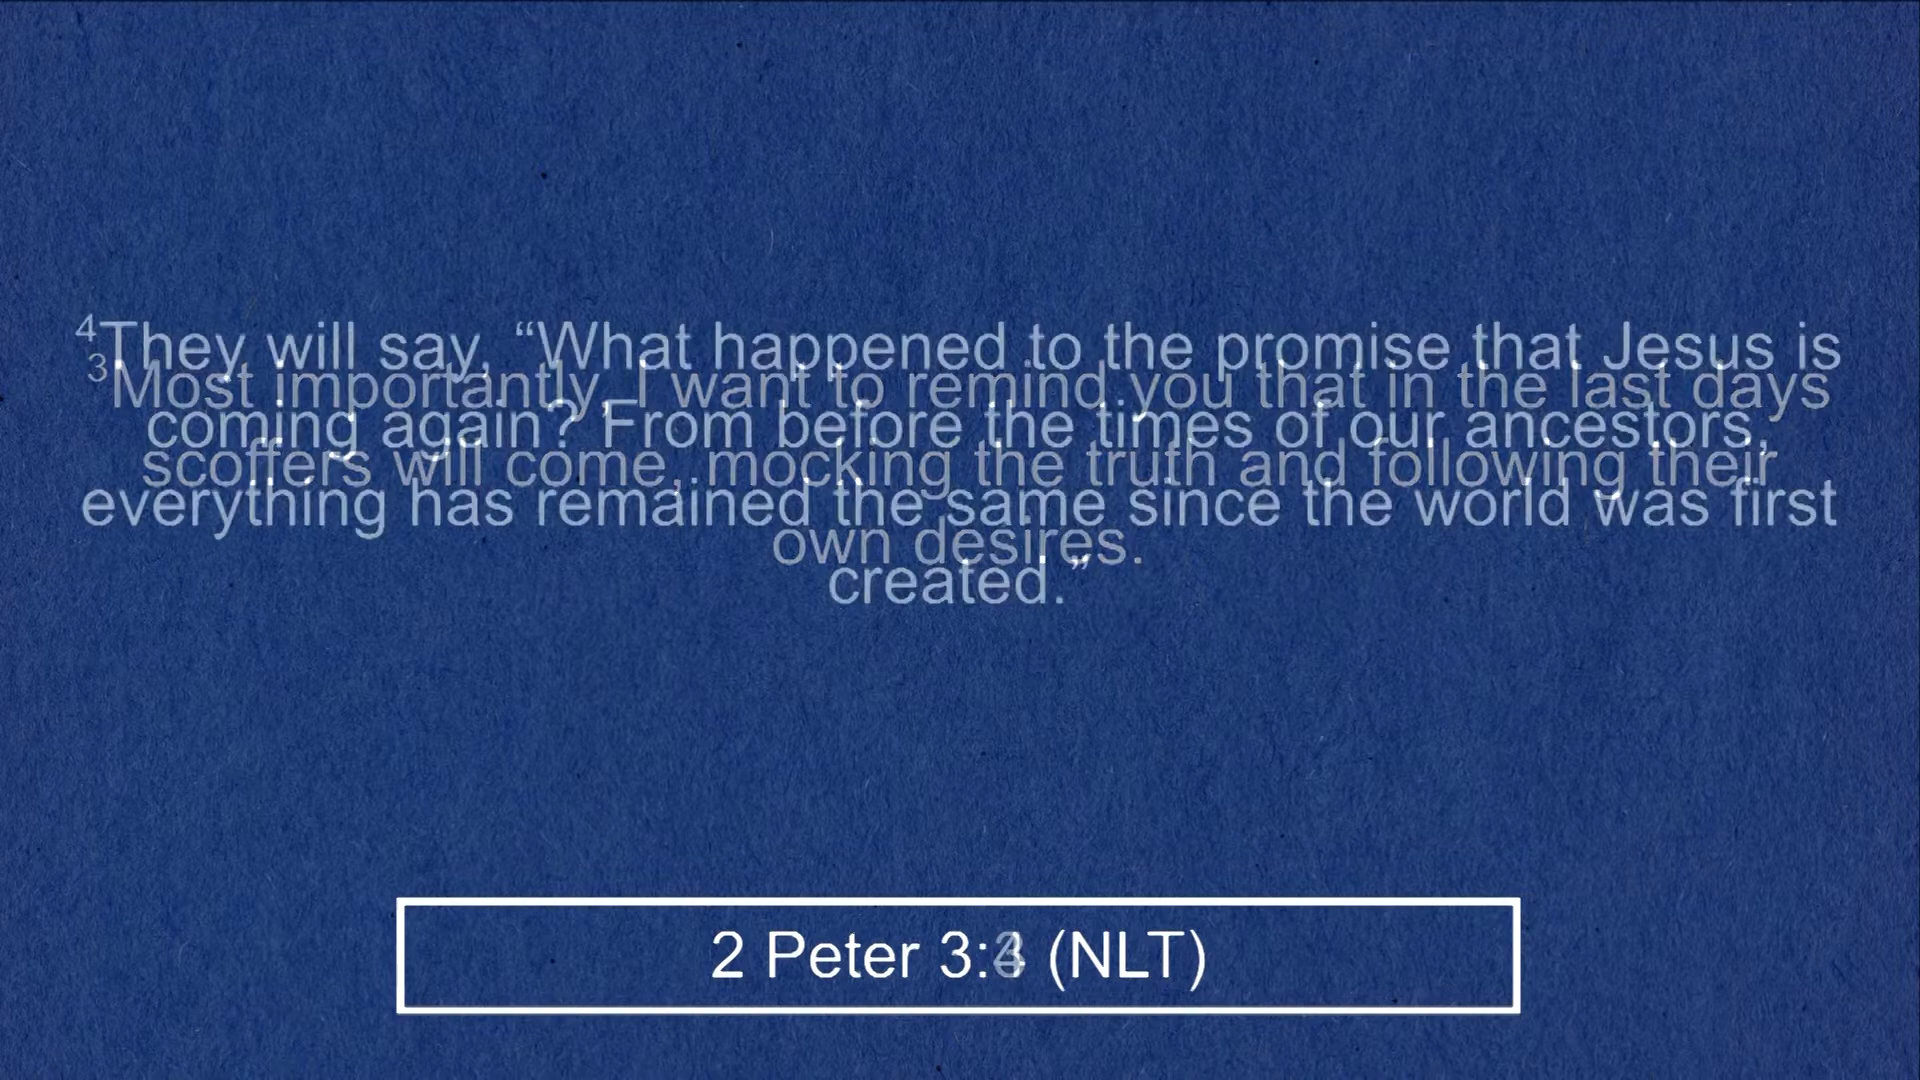 ⁴They will say, “What happened to the promise that Jesus is
coming again? From before the times of our ancestors,
everything has remained the same since the world was first
created.”
³Most importantly, I want to remind you that in the last days
scoffers will come, mocking the truth and following their
own desires.
2 Peter 3:4 (NLT)